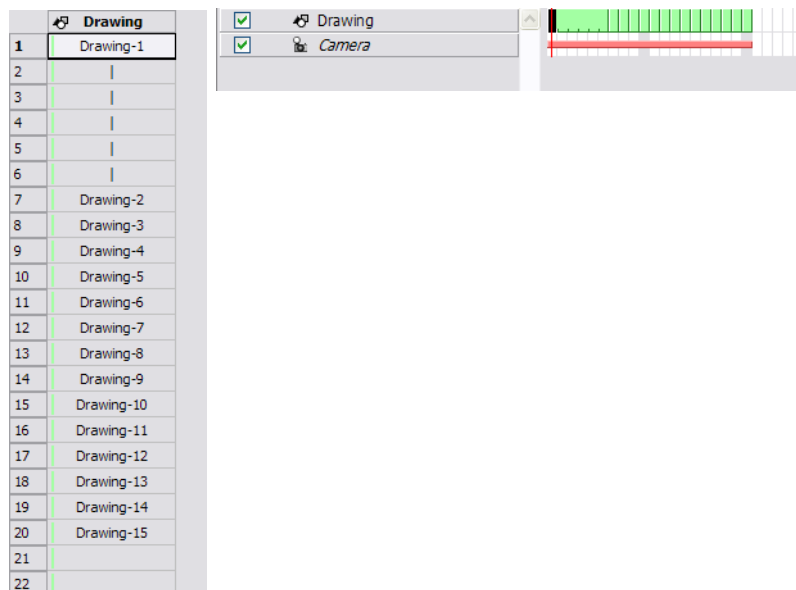 Drawing
1 Drawing-1
2 |
3 |
4 |
5 |
6 |
7 Drawing-2
8 Drawing-3
9 Drawing-4
10 Drawing-5
11 Drawing-6
12 Drawing-7
13 Drawing-8
14 Drawing-9
15 Drawing-10
16 Drawing-11
17 Drawing-12
18 Drawing-13
19 Drawing-14
20 Drawing-15
21
22
Drawing
Camera